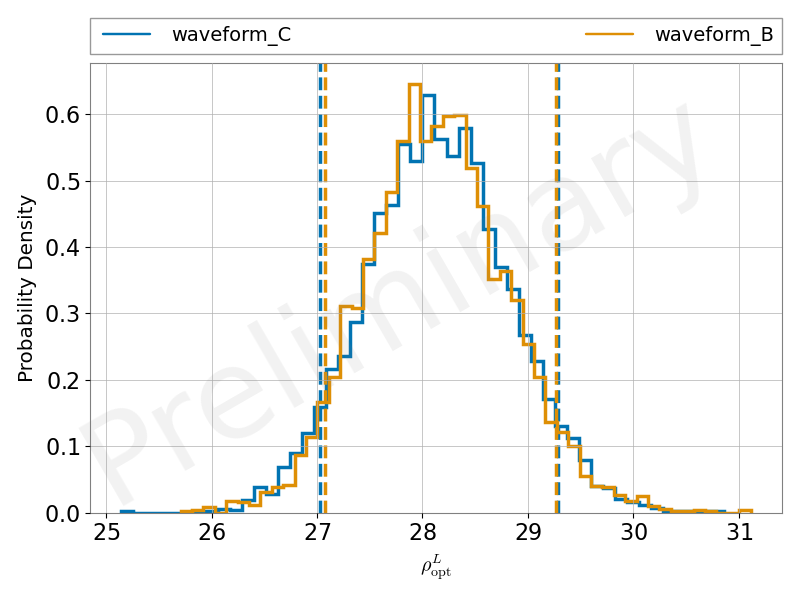 waveform_C waveform_B
Probability Density
0.6
0.5
0.4
0.3
0.2
0.1
0.0
Preliminary
25 26 27 28 29 30 31
ρ^L_opt